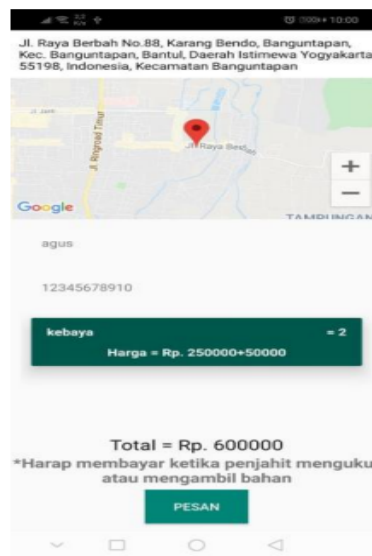 10:00
Jl. Raya Berbah No.88, Karang Bendo, Banguntapan,
Kec. Banguntapan, Bantul, Daerah Istimewa Yogyakarta
55198, Indonesia, Kecamatan Banguntapan
Jl. Ringroad Timur
Jl. Raya Berbah
+
−
Google
TAMBUNGAN
agus
12345678910
kebaya = 2
Harga = Rp. 250000+50000
Total = Rp. 600000
*Harap membayar ketika penjahit menguku
atau mengambil bahan
PESAN